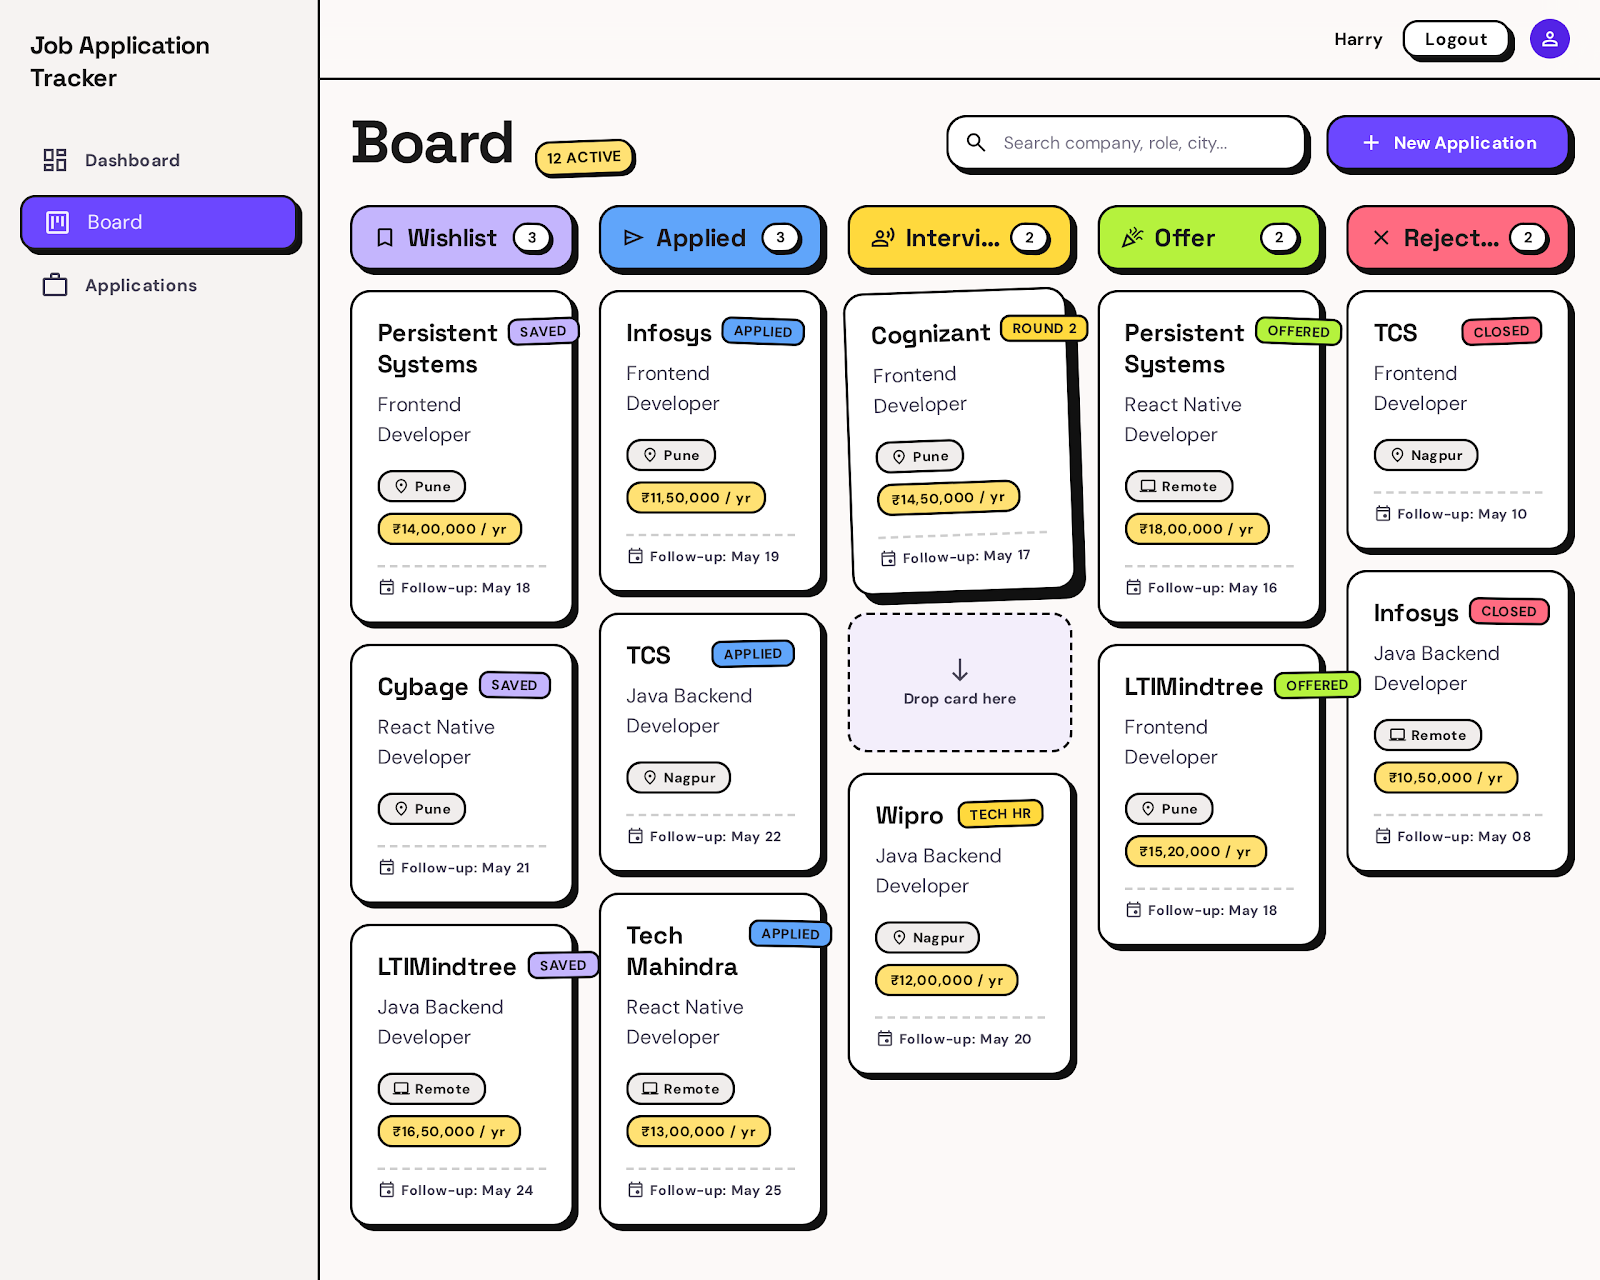 Job Application
Tracker
Dashboard
Board
Applications
Harry
Logout
Board
12 ACTIVE
Search company, role, city...
New Application
Wishlist
3
Persistent
Systems
SAVED
Frontend
Developer
Pune
₹14,00,000 / yr
Follow-up: May 18
Cybage
SAVED
React Native
Developer
Pune
Follow-up: May 21
LTIMindtree
SAVED
Java Backend
Developer
Remote
₹16,50,000 / yr
Follow-up: May 24
Applied
3
Infosys
APPLIED
Frontend
Developer
Pune
₹11,50,000 / yr
Follow-up: May 19
TCS
APPLIED
Java Backend
Developer
Nagpur
Follow-up: May 22
Tech
Mahindra
APPLIED
React Native
Developer
Remote
₹13,00,000 / yr
Follow-up: May 25
Intervi...
2
Cognizant
ROUND 2
Frontend
Developer
Pune
₹14,50,000 / yr
Follow-up: May 17
Drop card here
Wipro
TECH HR
Java Backend
Developer
Nagpur
₹12,00,000 / yr
Follow-up: May 20
Offer
2
Persistent
Systems
OFFERED
React Native
Developer
Remote
₹18,00,000 / yr
Follow-up: May 16
LTIMindtree
OFFERED
Frontend
Developer
Pune
₹15,20,000 / yr
Follow-up: May 18
Reject...
2
TCS
CLOSED
Frontend
Developer
Nagpur
Follow-up: May 10
Infosys
CLOSED
Java Backend
Developer
Remote
₹10,50,000 / yr
Follow-up: May 08